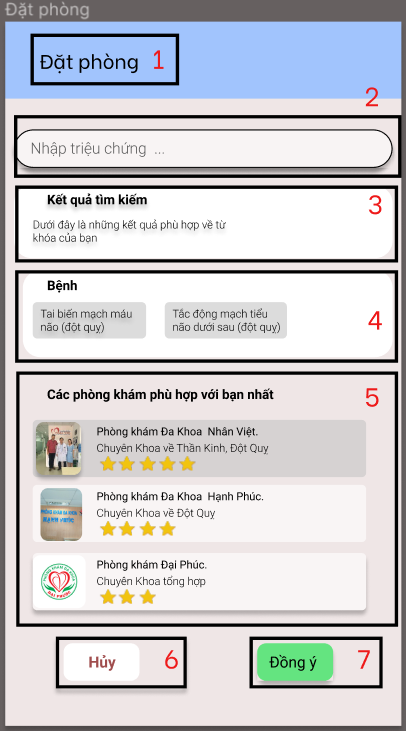 Đặt phòng
Đặt phòng 1
2
Nhập triệu chứng ...
Kết quả tìm kiếm 3
Dưới đây là những kết quả phù hợp về từ
khóa của bạn
Bệnh
Tai biến mạch máu
não (đột quỵ)
Tắc động mạch tiểu
não dưới sau (đột quỵ)
4
Các phòng khám phù hợp với bạn nhất 5
Phòng khám Đa Khoa Nhân Việt.
Chuyên Khoa về Thần Kinh, Đột Quỵ
Phòng khám Đa Khoa Hạnh Phúc.
Chuyên Khoa về Đột Quỵ
Phòng khám Đại Phúc.
Chuyên Khoa tổng hợp
Hủy 6
Đồng ý 7